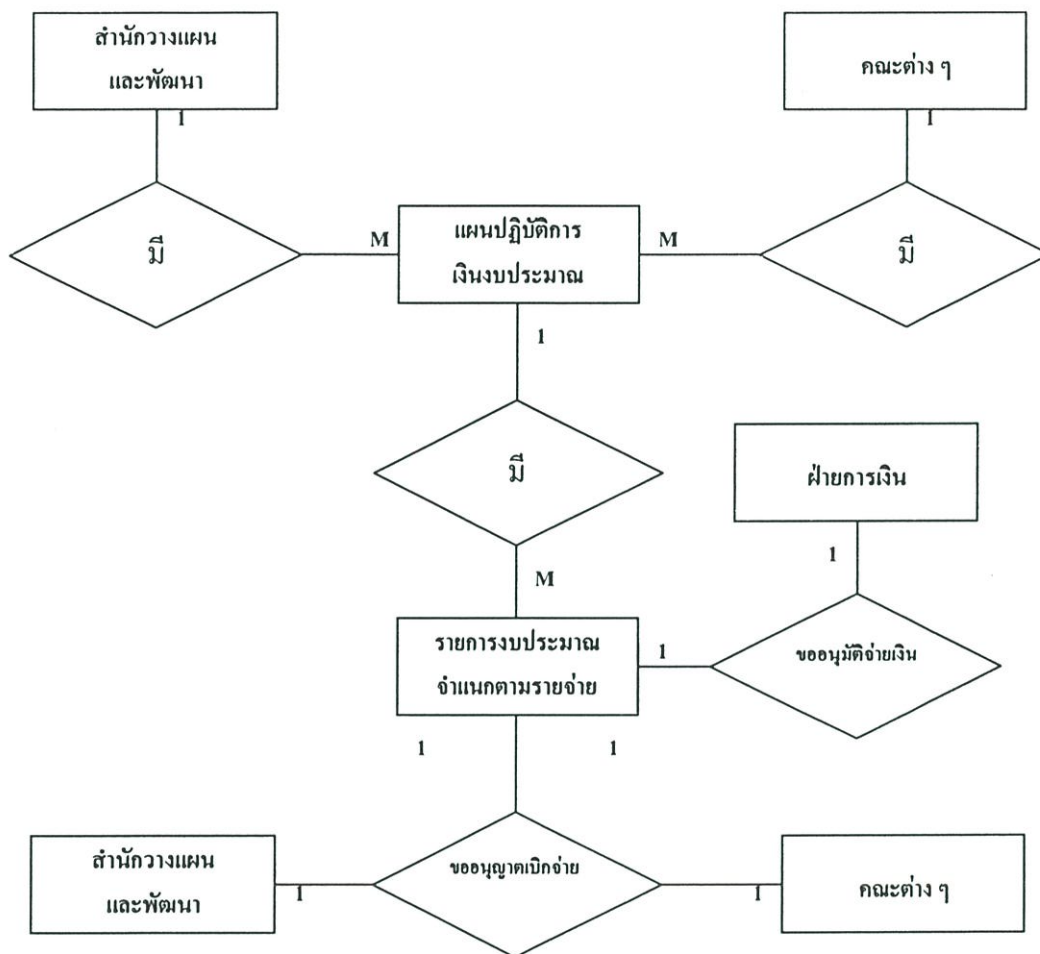 สำนักวางแผน
และพัฒนา
คณะต่าง ๆ
1
1
มี
M
แผนปฏิบัติการ
เงินงบประมาณ
M
มี
1
มี
ฝ่ายการเงิน
1
M
รายการงบประมาณ
จำแนกตามรายจ่าย
1
ขออนุมัติจ่ายเงิน
1
1
สำนักวางแผน
และพัฒนา
1
ขออนุญาตเบิกจ่าย
1
คณะต่าง ๆ